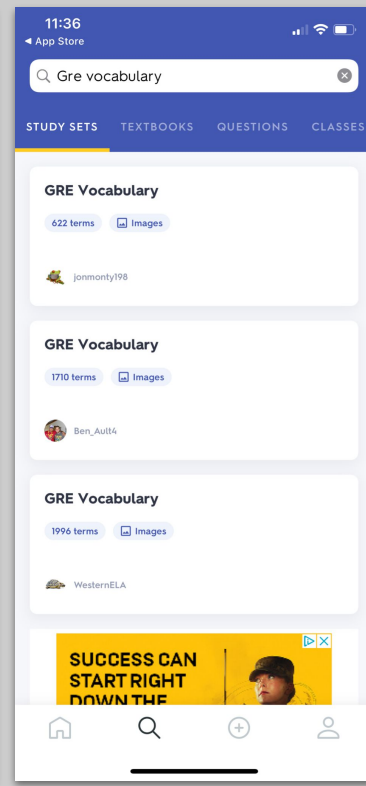 11:36
◀ App Store
Gre vocabulary
STUDY SETS TEXTBOOKS QUESTIONS CLASSES
GRE Vocabulary
622 terms Images
jonmonty198
GRE Vocabulary
1710 terms Images
Ben_Ault4
GRE Vocabulary
1996 terms Images
WesternELA
SUCCESS CAN
START RIGHT
DOWN THE